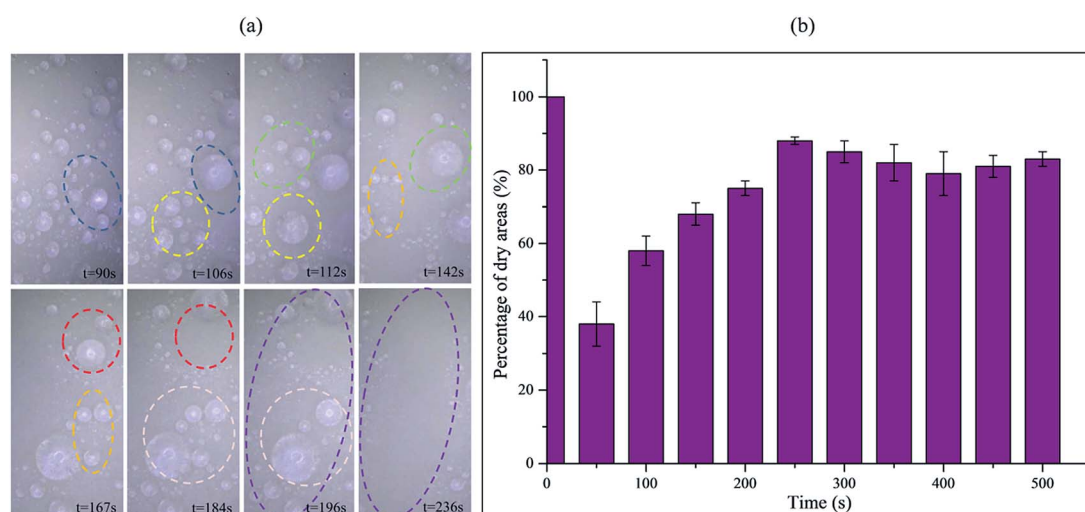 (a)
(b)
t=90s
t=106s
t=112s
t=142s
t=167s
t=184s
t=196s
t=236s
Percentage of dry areas (%)
100
80
60
40
20
0
0
100
200
300
400
500
Time (s)